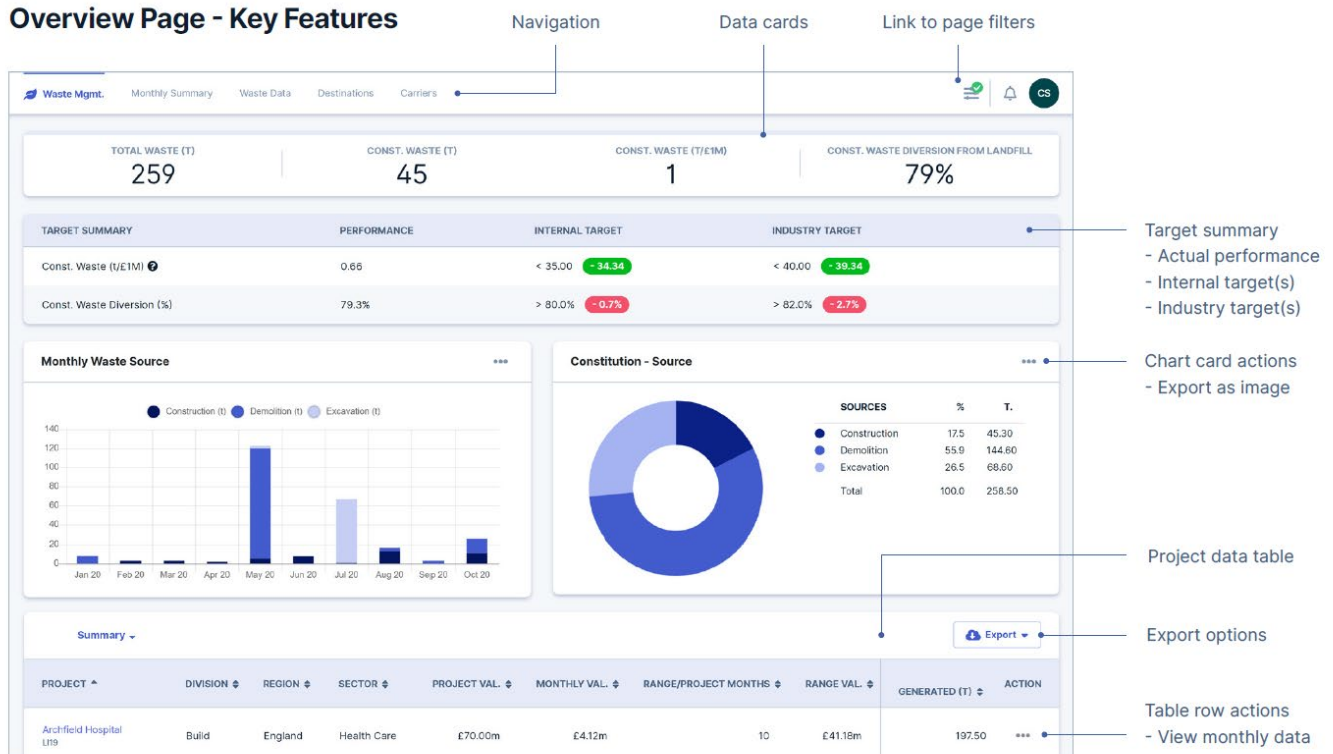 Overview Page - Key Features
Navigation
Data cards
Link to page filters
Waste Mgmt. Monthly Summary Waste Data Destinations Carriers
CS
TOTAL WASTE (T) CONST. WASTE (T) CONST. WASTE (T/£1M) CONST. WASTE DIVERSION FROM LANDFILL
259 45 1 79%
TARGET SUMMARY PERFORMANCE INTERNAL TARGET INDUSTRY TARGET
Const. Waste (t/£1M) ? 0.66 < 35.00 - 34.34 < 40.00 - 39.34
Const. Waste Diversion (%) 79.3% > 80.0% - 0.7% > 82.0% - 2.7%
Target summary
- Actual performance
- Internal target(s)
- Industry target(s)
Monthly Waste Source
Constitution - Source
Chart card actions
- Export as image
Construction (t) Demolition (t) Excavation (t)
140
120
100
80
60
40
20
0
Jan 20 Feb 20 Mar 20 Apr 20 May 20 Jun 20 Jul 20 Aug 20 Sep 20 Oct 20
SOURCES % T.
Construction 17.5 45.30
Demolition 55.9 144.60
Excavation 26.5 68.60
Total 100.0 258.50
Project data table
Summary
Export
Export options
PROJECT DIVISION REGION SECTOR PROJECT VAL. MONTHLY VAL. RANGE/PROJECT MONTHS RANGE VAL. GENERATED (T) ACTION
Archfield Hospital
LI19
Build England Health Care £70.00m £4.12m 10 £41.18m 197.50
Table row actions
- View monthly data